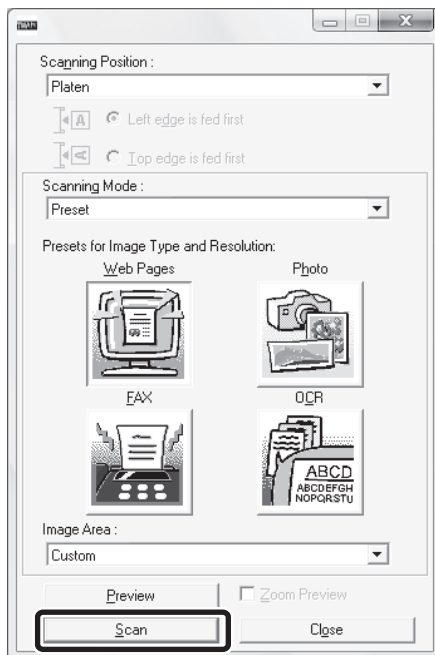 TWAIN
Scanning Position :
Platen
A
Left edge is fed first
A
Top edge is fed first
Scanning Mode :
Preset
Presets for Image Type and Resolution:
Web Pages Photo
FAX OCR
ABCD
ABCDEFGH
NOPQRSTU
Image Area :
Custom
Preview Zoom Preview
Scan Close